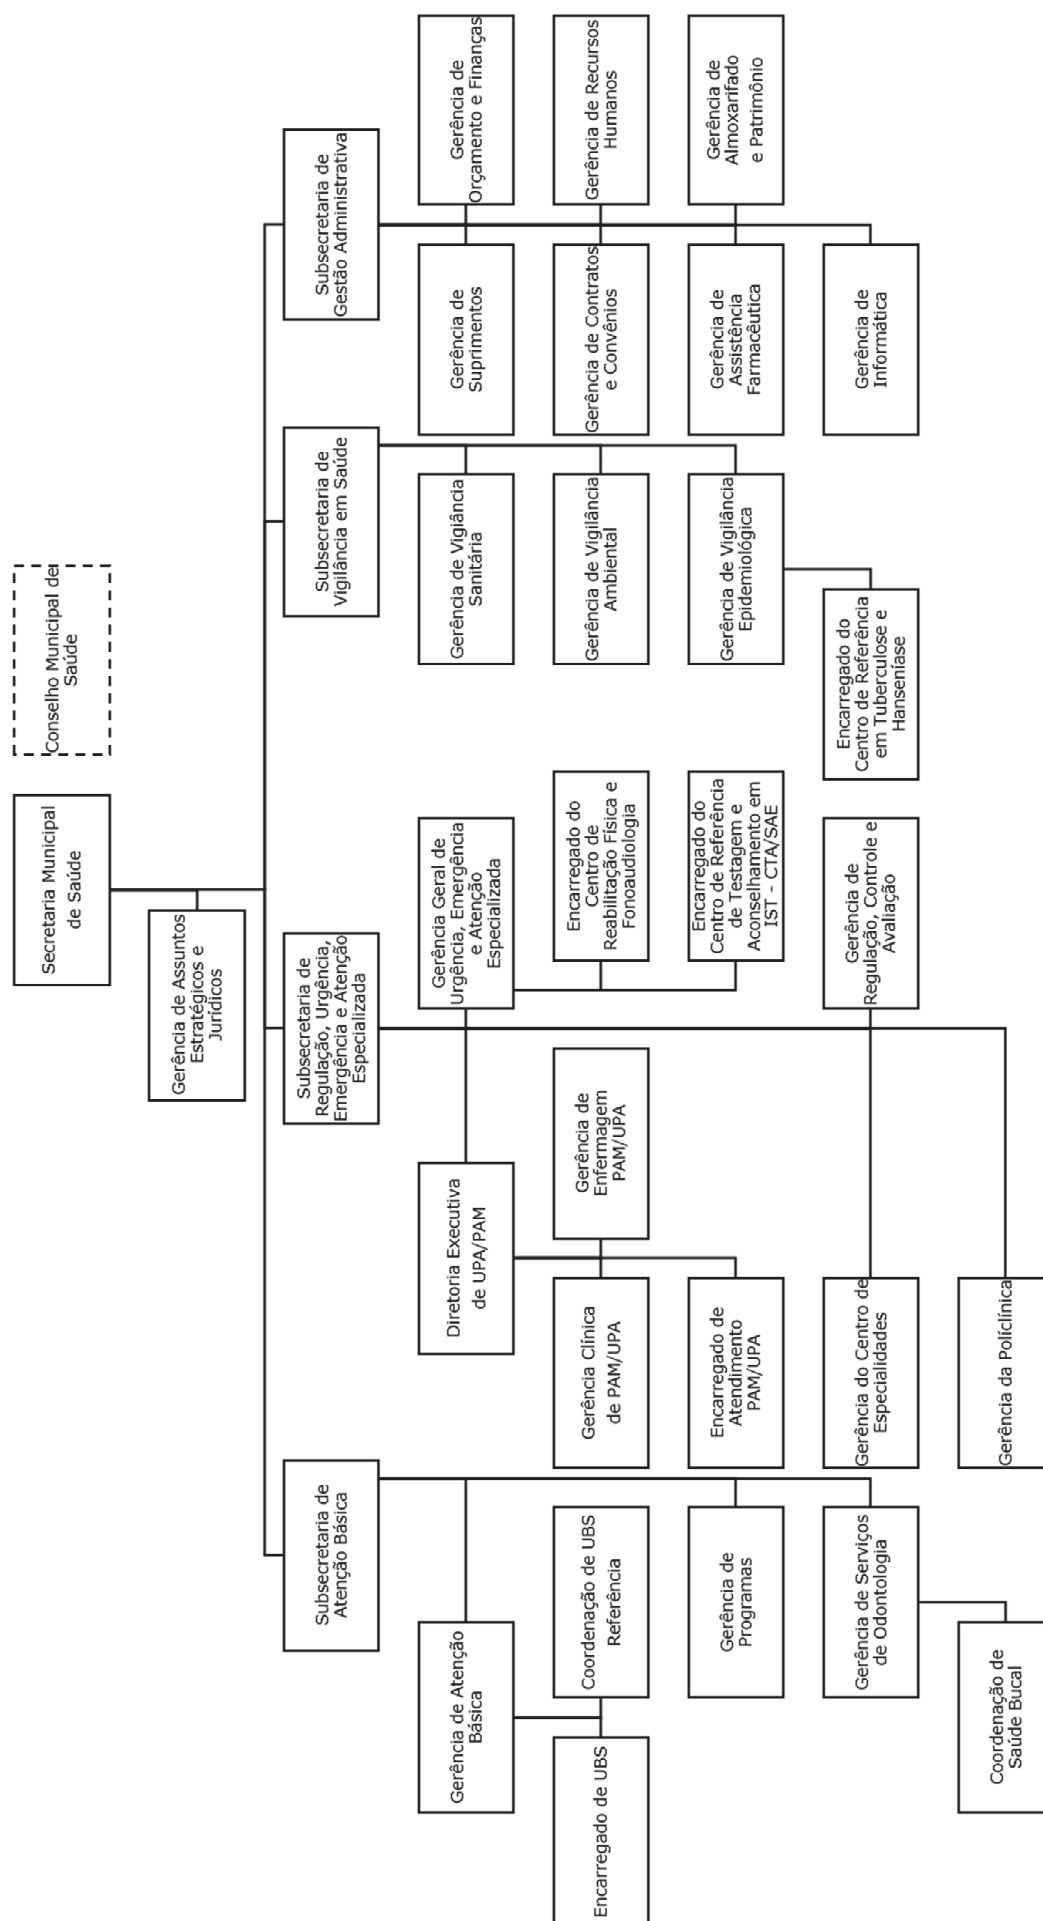 Conselho Municipal de
Saúde
Secretaria Municipal
de Saúde
Gerência de Assuntos
Estratégicos e
Jurídicos
Subsecretaria de
Atenção Básica
Subsecretaria de
Regulação, Urgência,
Emergência e Atenção
Especializada
Subsecretaria de
Vigilância em Saúde
Subsecretaria de
Gestão Administrativa
Gerência de Atenção
Básica
Diretoria Executiva
de UPA/PAM
Gerência Geral de
Urgência, Emergência
e Atenção
Especializada
Gerência de Vigiância
Sanitária
Gerência de
Suprimentos
Gerência de
Orçamento e Finanças
Encarregado de UBS
Coordenação de UBS
Referência
Gerência Clínica
de PAM/UPA
Gerência de
Enfermagem
PAM/UPA
Encarregado do
Centro de
Reabilitação Física e
Fonoaudiologia
Gerência de Vigilância
Ambiental
Gerência de Contratos
e Convênios
Gerência de Recursos
Humanos
Gerência de
Programas
Encarregado de
Atendimento
PAM/UPA
Encarregado do
Centro de Referência
de Testagem e
Aconselhamento em
IST - CTA/SAE
Gerência de Vigilância
Epidemiológica
Gerência de
Assistência
Farmacêutica
Gerência de
Almoxarifado
e Patrimônio
Gerência de Serviços
de Odontologia
Gerência do Centro de
Especialidades
Gerência de
Regulação, Controle e
Avaliação
Encarregado do
Centro de Referência
em Tuberculose e
Hanseníase
Gerência de
Informática
Coordenação de
Saúde Bucal
Gerência da Políclínica